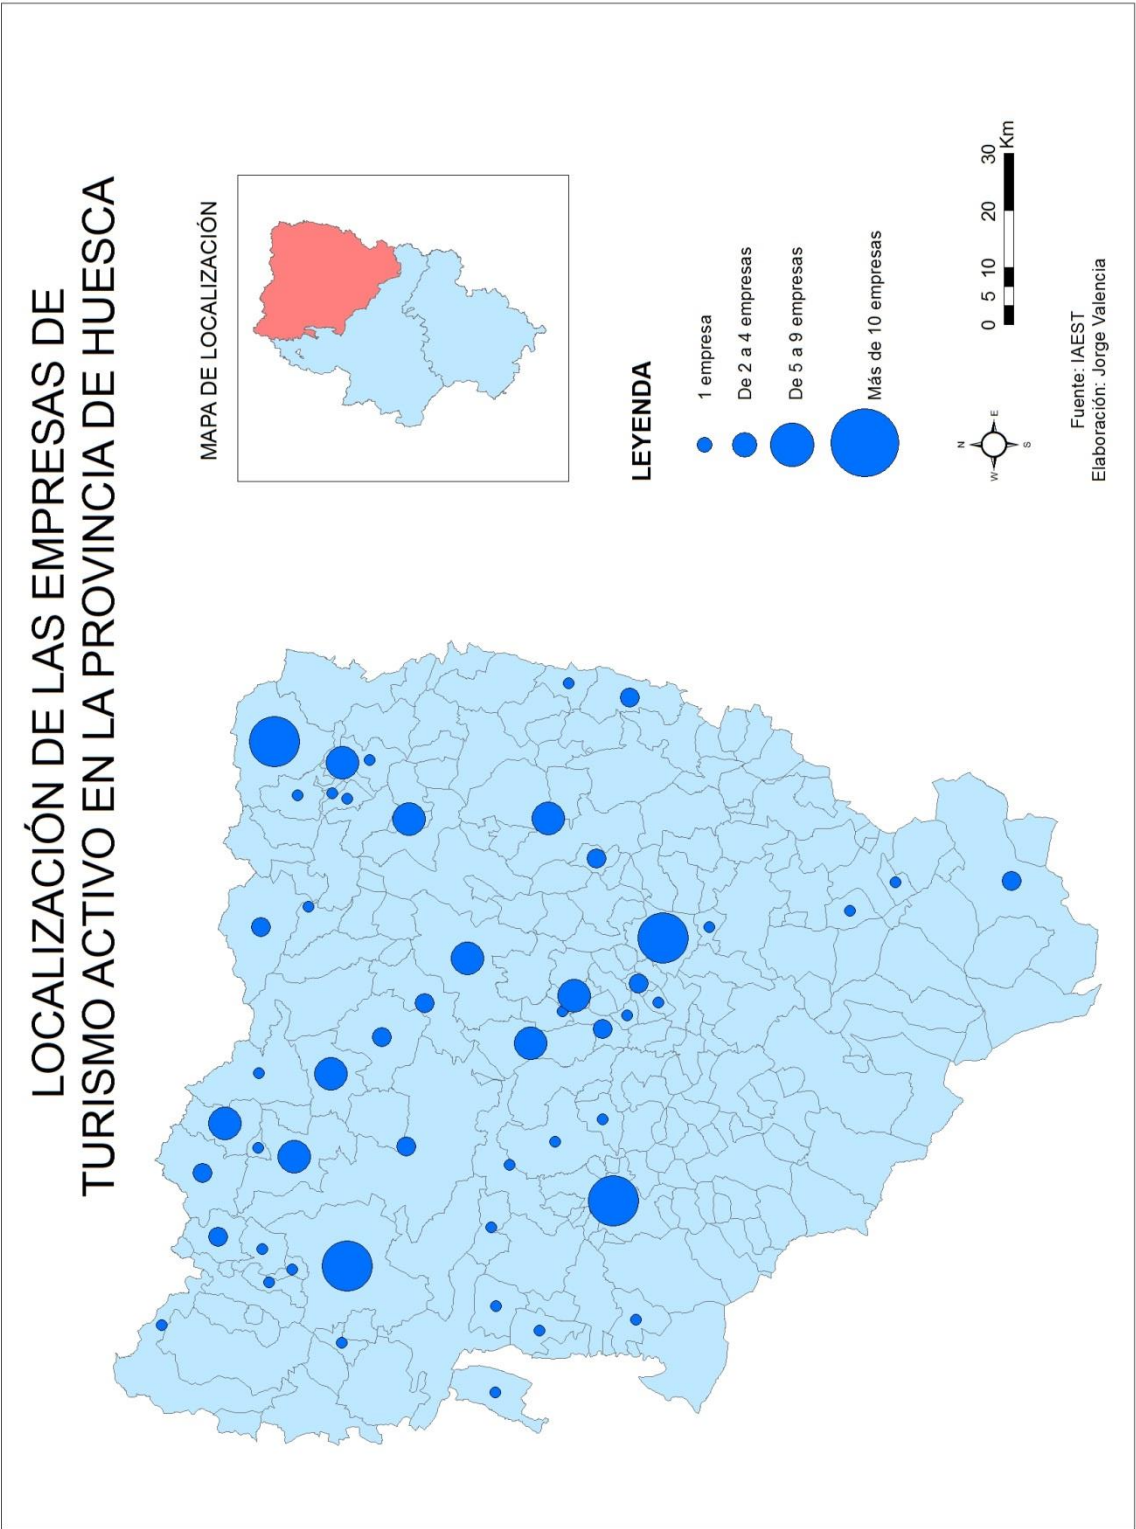 LOCALIZACIÓN DE LAS EMPRESAS DE
TURISMO ACTIVO EN LA PROVINCIA DE HUESCA
MAPA DE LOCALIZACIÓN
LEYENDA
1 empresa
De 2 a 4 empresas
De 5 a 9 empresas
Más de 10 empresas
N
W E
S
0 5 10 20 30
Km
Fuente: IAEST
Elaboración: Jorge Valencia